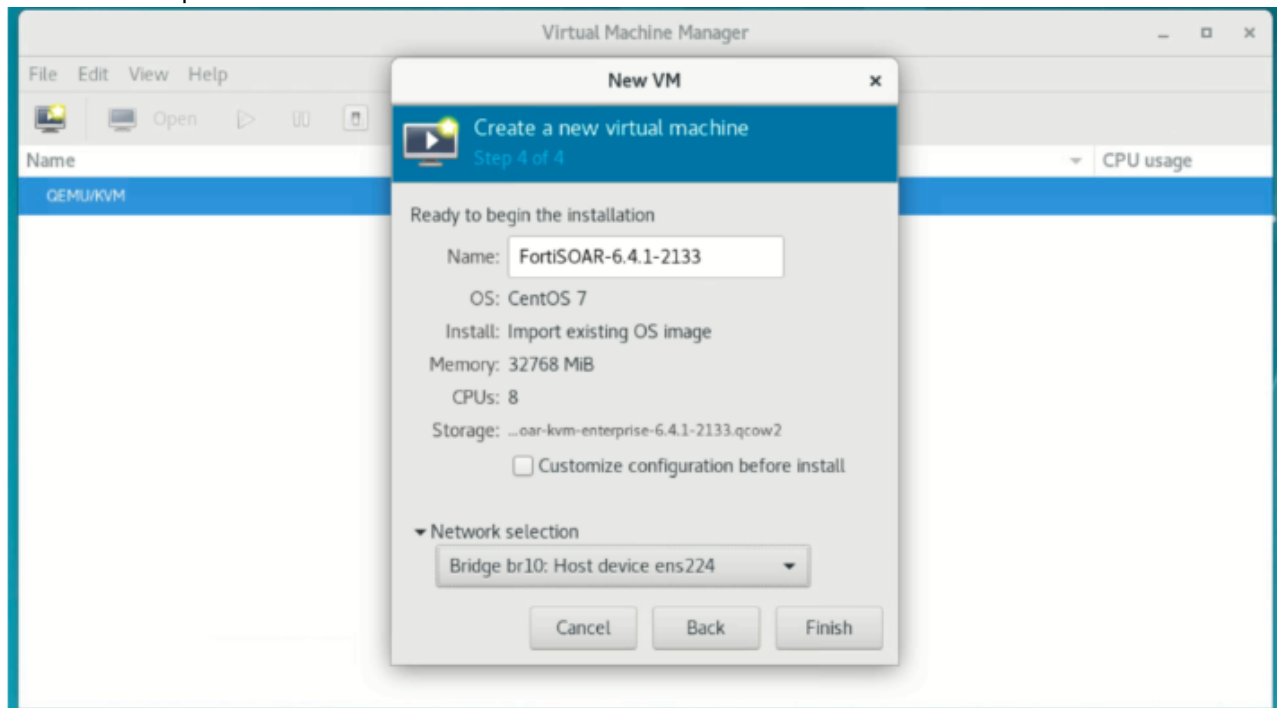 Virtual Machine Manager
File Edit View Help
New VM
Open
Create a new virtual machine
Step 4 of 4
Name
CPU usage
QEMU/KVM
Ready to begin the installation
Name: FortiSOAR-6.4.1-2133
OS: CentOS 7
Install: Import existing OS image
Memory: 32768 MiB
CPUs: 8
Storage: ...oar-kvm-enterprise-6.4.1-2133.qcow2
Customize configuration before install
Network selection
Bridge br10: Host device ens224
Cancel Back Finish